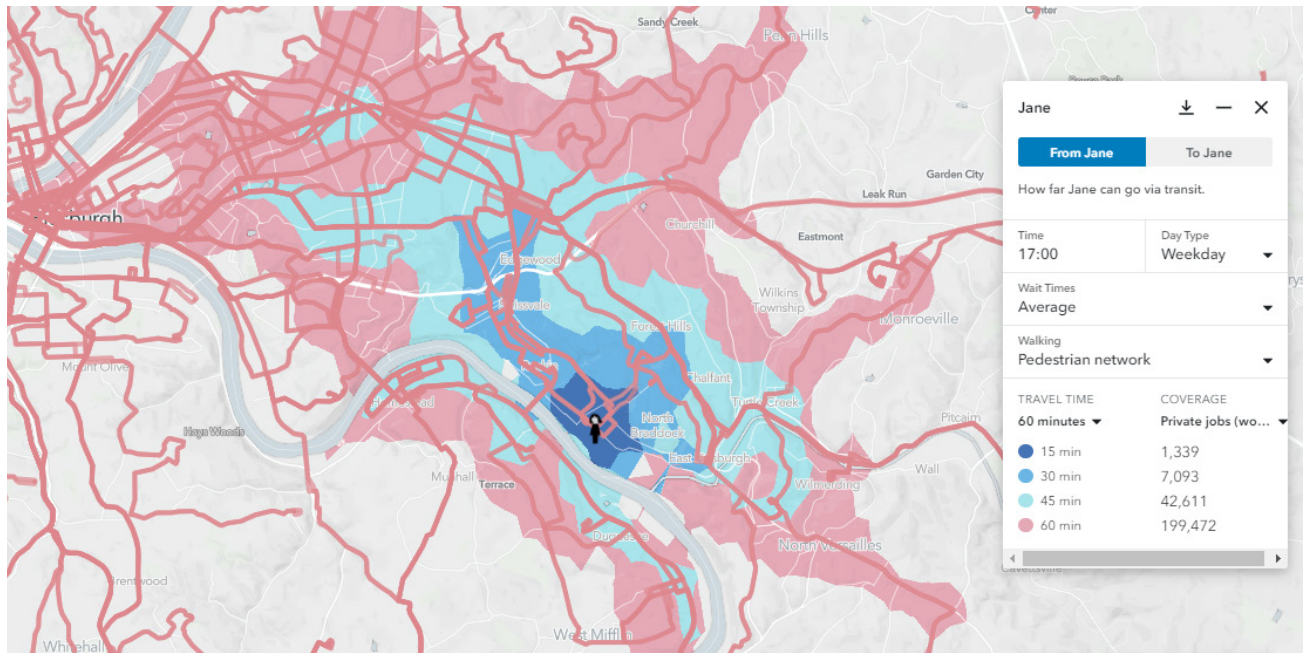 Sandy Creek
Penn Hills
Garden City
Leak Run
Churchill
Eastmont
Edgewood
Wilkins
Township
Forest Hills
Monroeville
Mount Oliver
Chalfant
Turtle Creek
Hays Woods
North
Braddock
Pitcairn
East Pittsburgh
Wall
Munhall
Terrace
Wilmerding
Duquesne
North Versailles
Brentwood
West Mifflin
Whitehall
Jane
From Jane
To Jane
How far Jane can go via transit.
Time
Day Type
17:00
Weekday
Wait Times
Average
Walking
Pedestrian network
TRAVEL TIME
COVERAGE
60 minutes
Private jobs (wo...
15 min
1,339
30 min
7,093
45 min
42,611
60 min
199,472